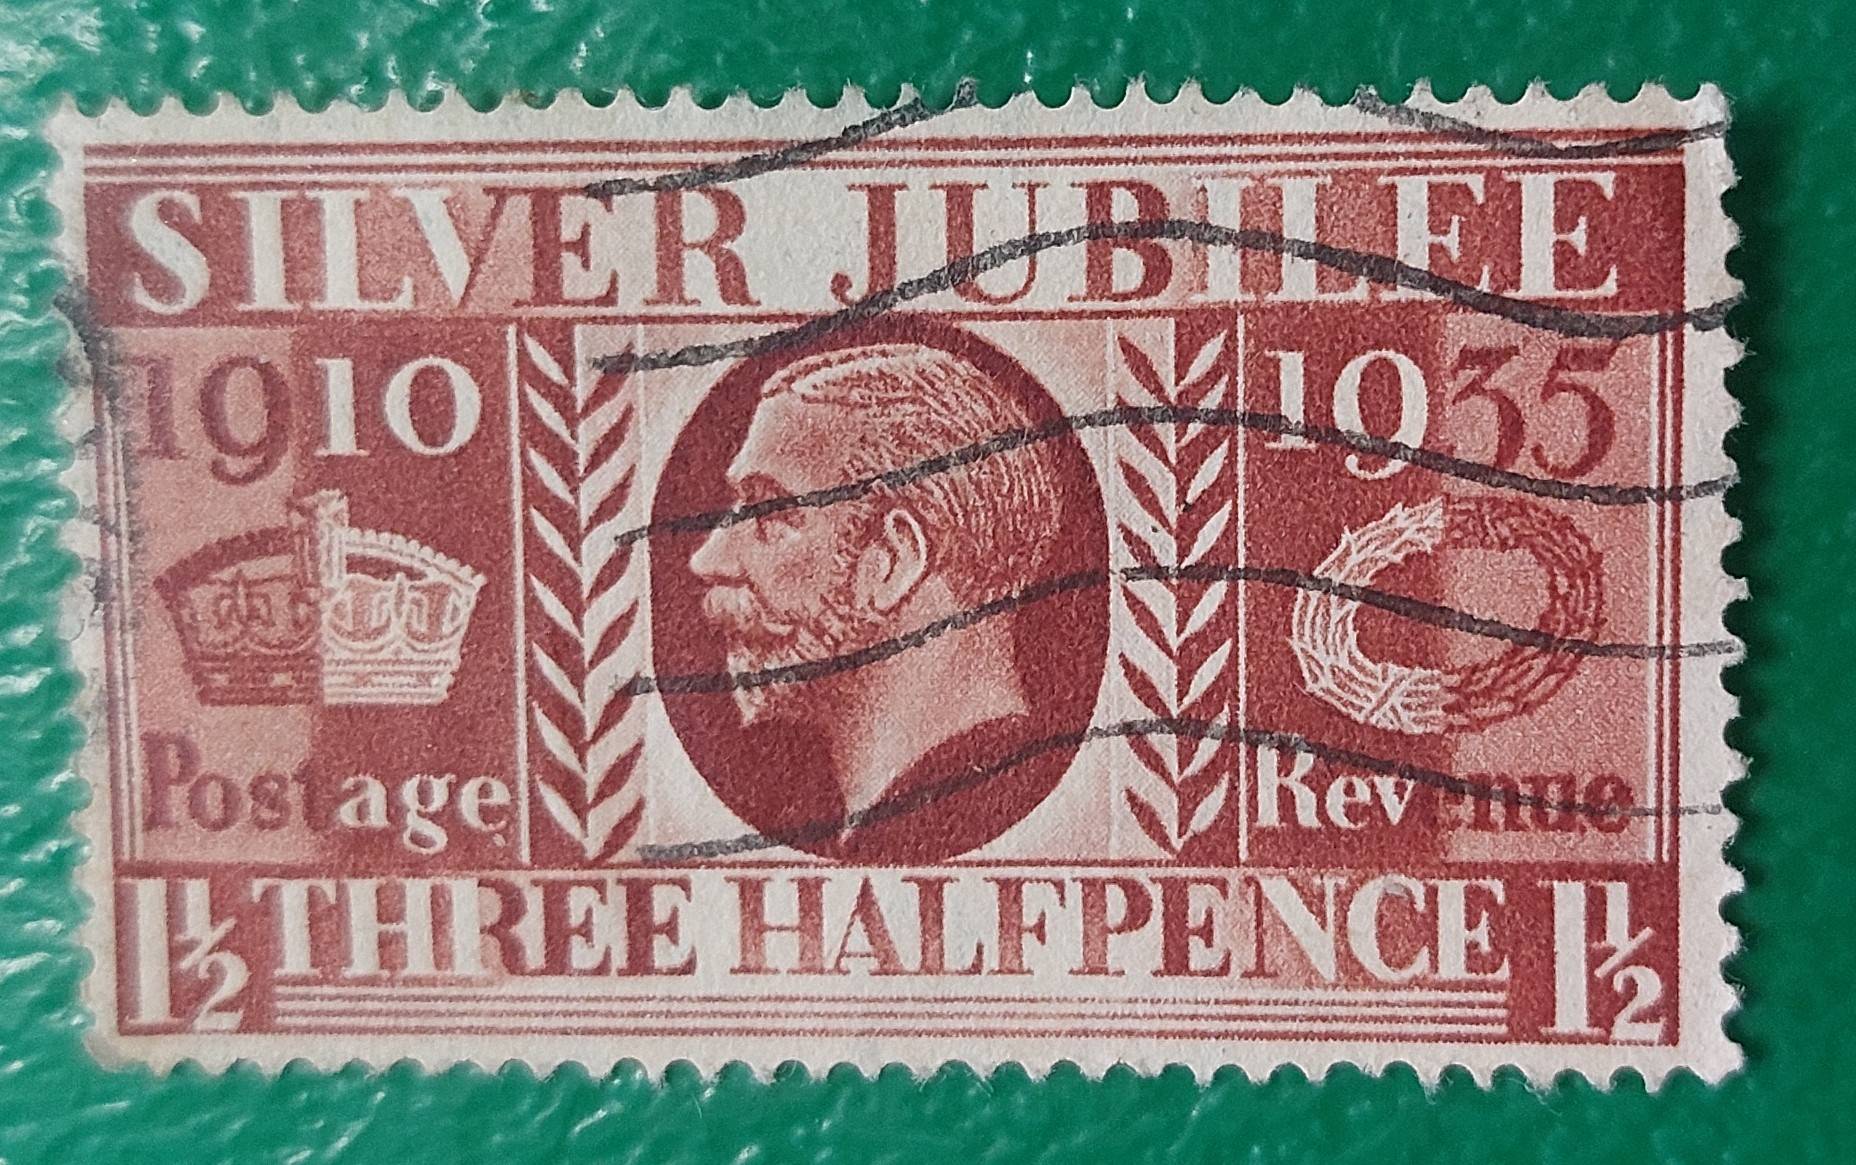 SILVER JUBILEE
1910 1935
Postage Revenue
1½ THREE HALFPENCE 1½